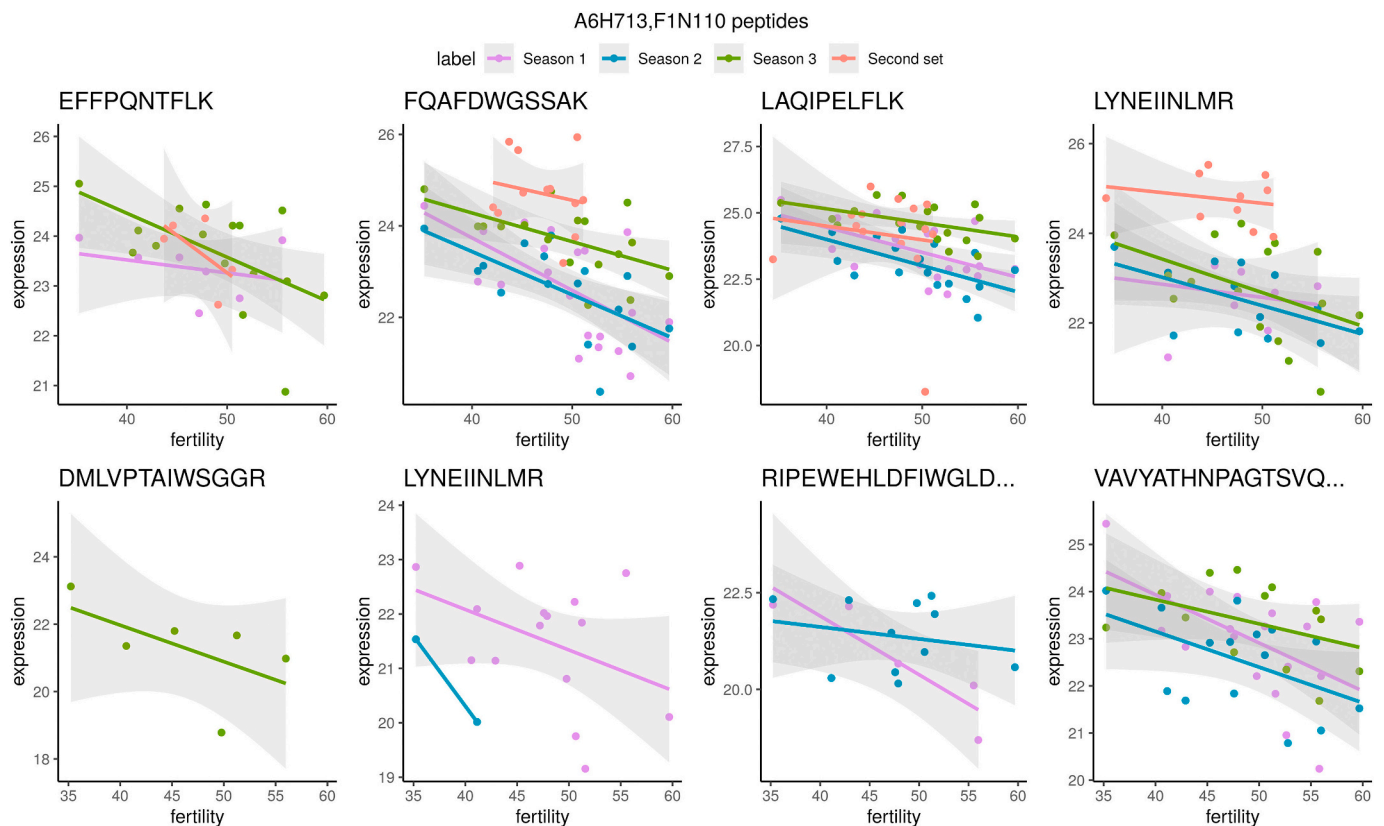 A6H713,F1N110 peptides
label Season 1 Season 2 Season 3 Second set
EFFPQNTFLK FQAFDWGSSAK LAQIPELFLK LYNEIINLMR
expression
26
25
24
23
22
21
40 50 60
fertility
expression
26
24
22
40 50 60
fertility
expression
27.5
25.0
22.5
20.0
40 50 60
fertility
expression
26
24
22
40 50 60
fertility
DMLVPTAIWSGGR LYNEIINLMR RIPEWEHLDFIWGLD... VAVYATHNPAGTSVQ...
expression
24
22
20
18
35 40 45 50 55
fertility
expression
24
23
22
21
20
19
35 40 45 50 55 60
fertility
expression
22.5
20.0
35 40 45 50 55 60
fertility
expression
25
24
23
22
21
20
35 40 45 50 55 60
fertility